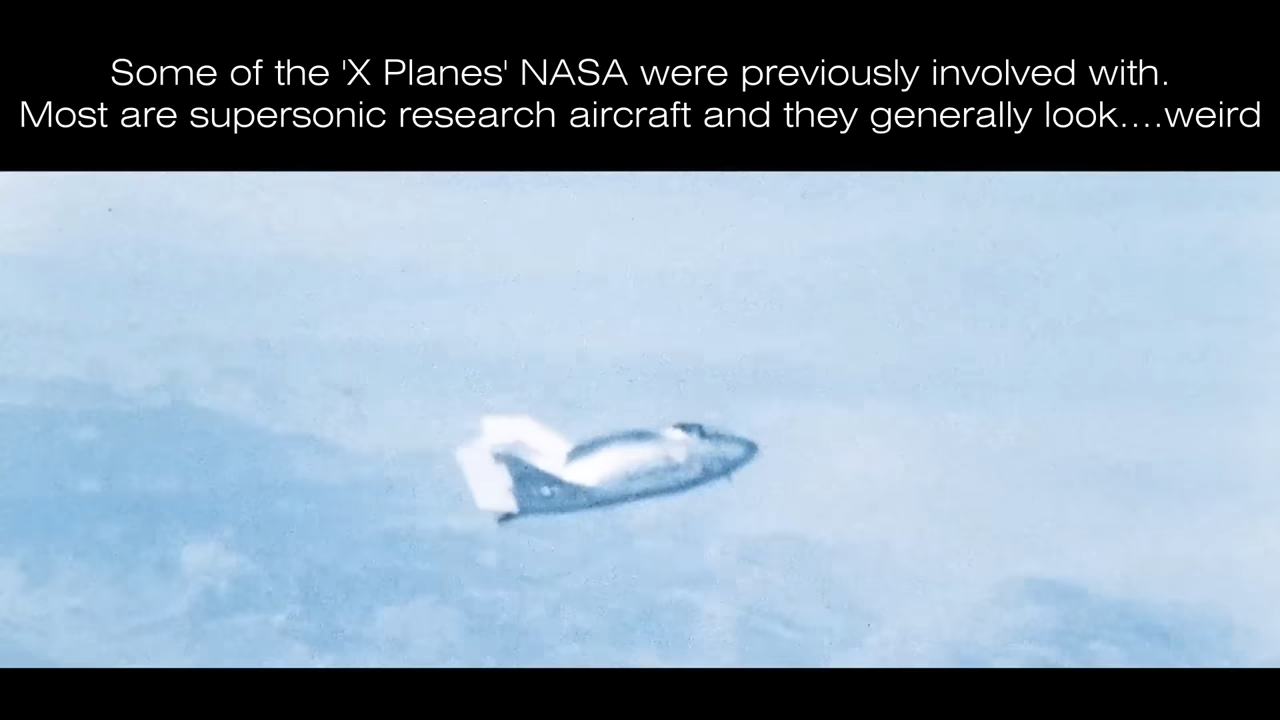 Some of the 'X Planes' NASA were previously involved with.
Most are supersonic research aircraft and they generally look....weird